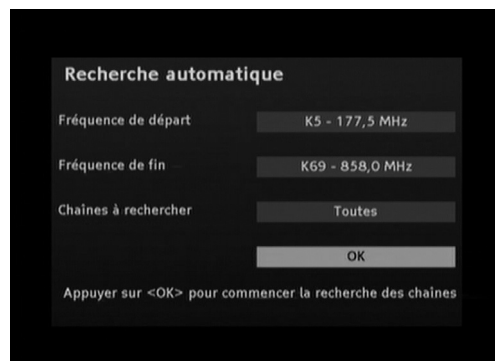 Recherche automatique
Fréquence de départ K5 - 177,5 MHz
Fréquence de fin K69 - 858,0 MHz
Chaînes à rechercher Toutes
OK
Appuyer sur <OK> pour commencer la recherche des chaînes